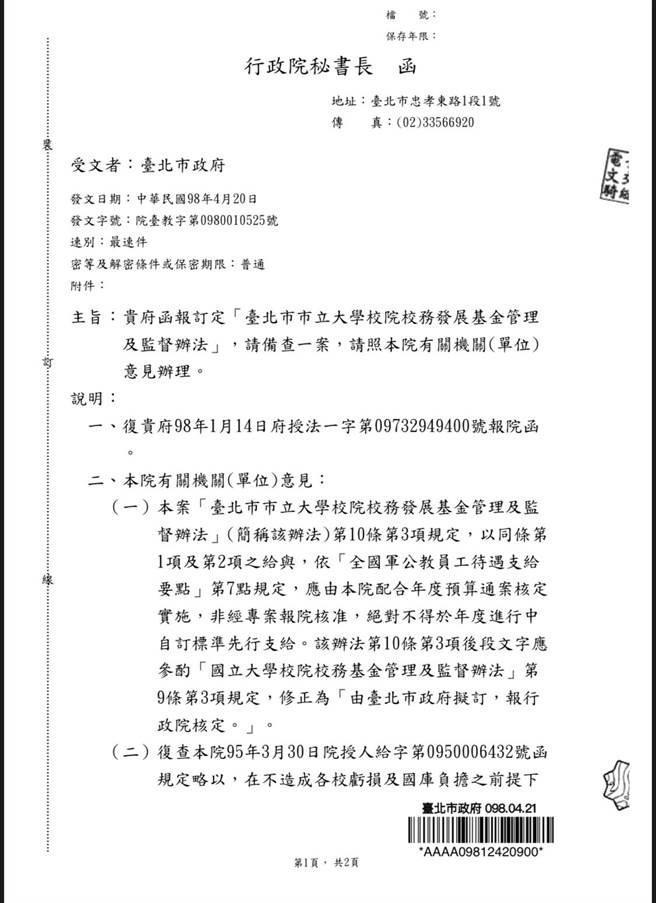 檔　　號：
保存年限：
行政院秘書長　函
地址：臺北市忠孝東路1段1號
傳　　真：(02)33566920
受文者：臺北市政府
發文日期：中華民國98年4月20日
發文字號：院臺教字第0980010525號
速別：最速件
密等及解密條件或保密期限：普通
附件：
主旨：貴府函報訂定「臺北市市立大學校院校務發展基金管理
及監督辦法」，請備查一案，請照本院有關機關(單位)
意見辦理。
說明：
一、復貴府98年1月14日府授法一字第09732949400號報院函
。
二、本院有關機關(單位)意見：
（一）本案「臺北市市立大學校院校務發展基金管理及監
督辦法」(簡稱該辦法)第10條第3項規定，以同條第
1項及第2項之給與，依「全國軍公教員工待遇支給
要點」第7點規定，應由本院配合年度預算通案核定
實施，非經專案報院核准，絕對不得於年度進行中
自訂標準先行支給。該辦法第10條第3項後段文字應
參酌「國立大學校院校務基金管理及監督辦法」第
9條第3項規定，修正為「由臺北市政府擬訂，報行
政院核定。」。
（二）復查本院95年3月30日院授人給字第0950006432號函
規定略以，在不造成各校虧損及國庫負擔之前提下
裝
訂
線
電
文
騎
臺北市政府 098.04.21
*AAAA09812420900*
第1頁， 共2頁